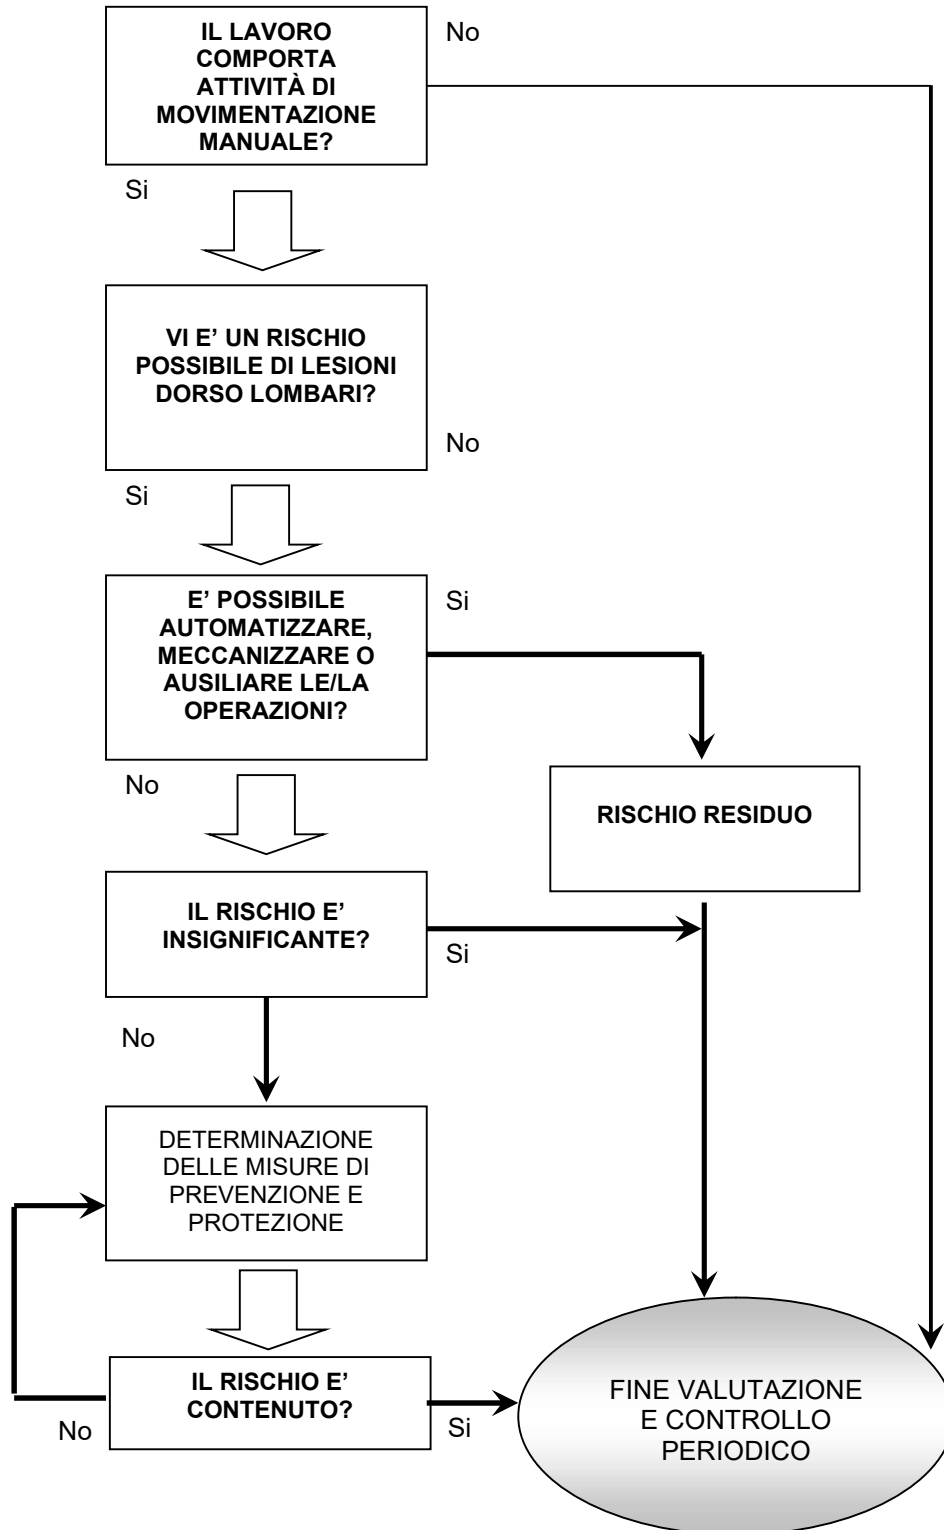 IL LAVORO
COMPORTA
ATTIVITÀ DI
MOVIMENTAZIONE
MANUALE?
No
Si
VI E’ UN RISCHIO
POSSIBILE DI LESIONI
DORSO LOMBARI?
No
Si
E’ POSSIBILE
AUTOMATIZZARE,
MECCANIZZARE O
AUSILIARE LE/LA
OPERAZIONI?
Si
No
RISCHIO RESIDUO
IL RISCHIO E’
INSIGNIFICANTE?
Si
No
DETERMINAZIONE
DELLE MISURE DI
PREVENZIONE E
PROTEZIONE
IL RISCHIO E’
CONTENUTO?
No
Si
FINE VALUTAZIONE
E CONTROLLO
PERIODICO